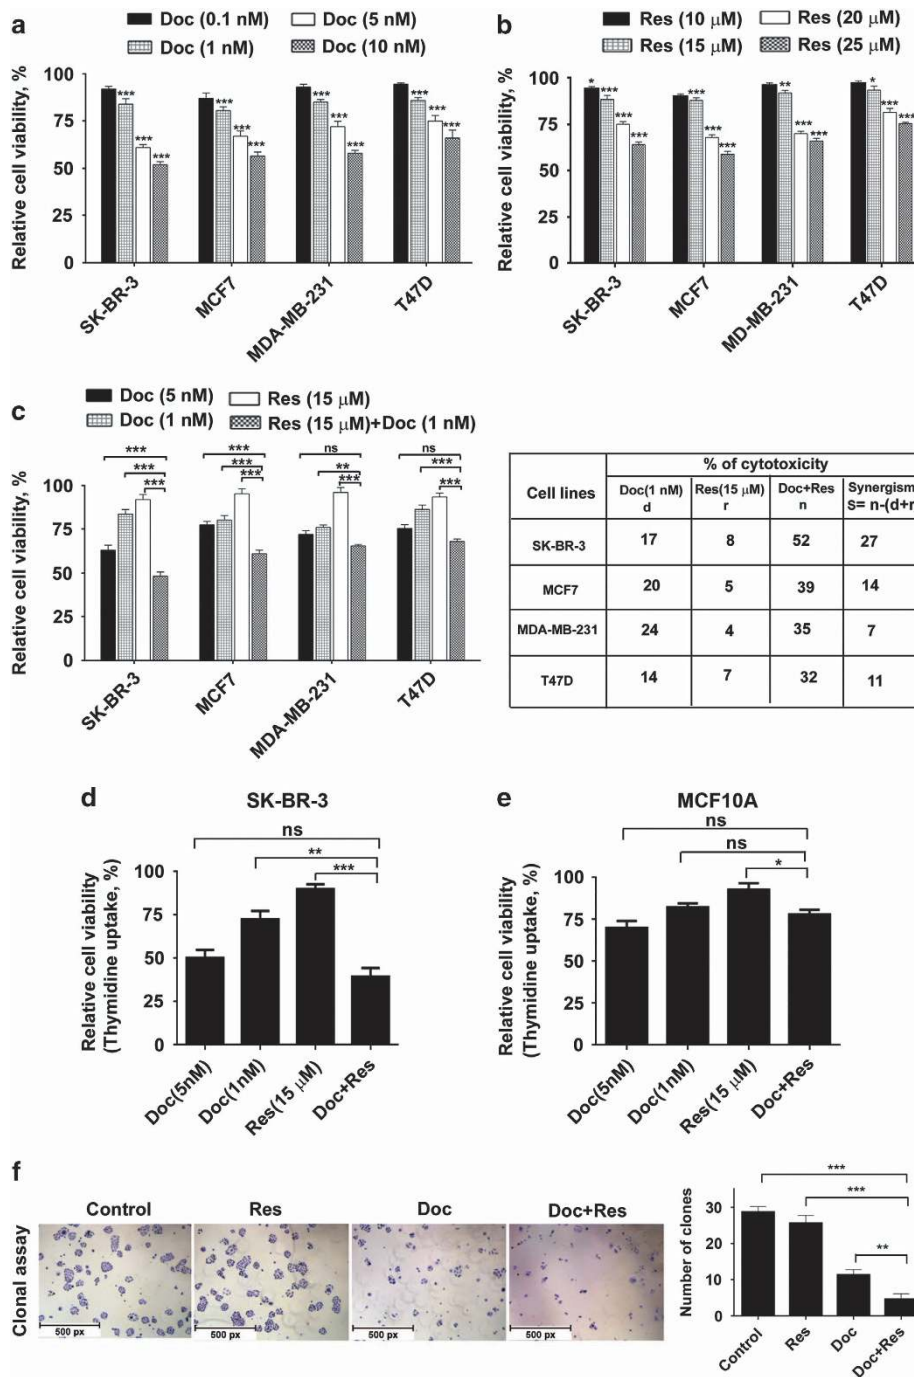 a
Doc (0.1 nM) Doc (5 nM)
Doc (1 nM) Doc (10 nM)
Relative cell viability, %
100
75
50
25
0
*** *** ***
*** *** ***
*** *** ***
*** *** ***
SK-BR-3 MCF7 MDA-MB-231 T47D
b
Res (10 μM) Res (20 μM)
Res (15 μM) Res (25 μM)
Relative cell viability, %
100
75
50
25
0
* *** *** ***
*** *** ***
** *** ***
* *** *** ***
SK-BR-3 MCF7 MD-MB-231 T47D
c
Doc (5 nM) Res (15 μM)
Doc (1 nM) Res (15 μM)+Doc (1 nM)
Relative cell viability, %
100
75
50
25
0
*** *** ns ns
*** *** ** ***
*** *** *** ***
SK-BR-3 MCF7 MDA-MB-231 T47D
Cell lines % of cytotoxicity
Doc(1 nM) Res(15 μM) Doc+Res Synergism
d r n S= n-(d+r
SK-BR-3 17 8 52 27
MCF7 20 5 39 14
MDA-MB-231 24 4 35 7
T47D 14 7 32 11
d
SK-BR-3
ns
**
***
Relative cell viability
(Thymidine uptake, %)
100
75
50
25
0
Doc(5nM) Doc(1nM) Res(15 μM) Doc+Res
e
MCF10A
ns
ns
*
Relative cell viability
(Thymidine uptake, %)
100
75
50
25
0
Doc(5nM) Doc(1nM) Res(15 μM) Doc+Res
f
Clonal assay
Control Res Doc Doc+Res
500 px 500 px 500 px 500 px
***
***
**
Number of clones
30
20
10
0
Control Res Doc Doc+Res